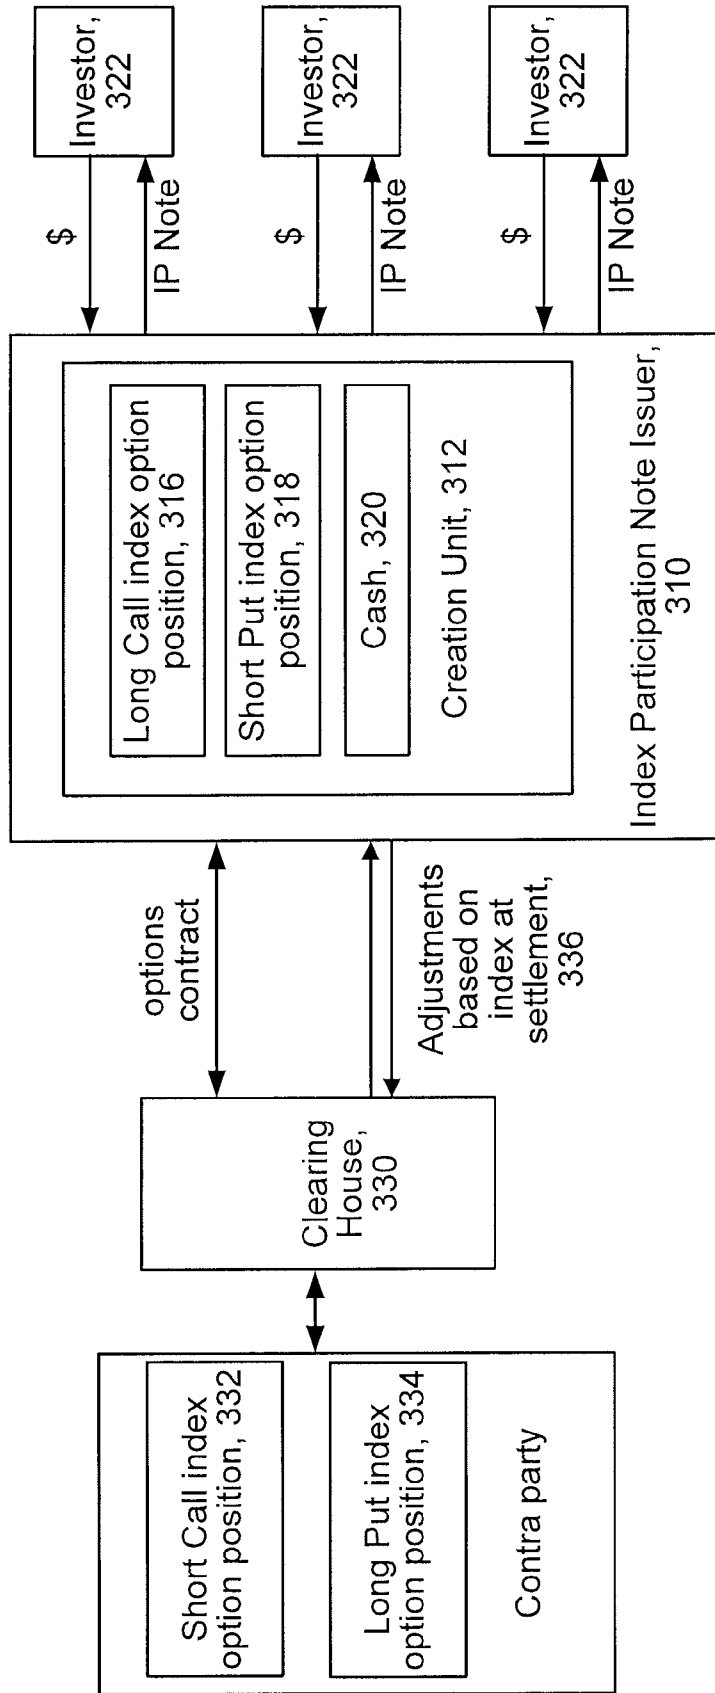 Short Call index
option position, 332
Long Put index
option position, 334
Contra party
Clearing
House,
330
options
contract
Adjustments
based on
index at
settlement,
336
Long Call index option
position, 316
Short Put index option
position, 318
Cash, 320
Creation Unit, 312
Index Participation Note Issuer,
310
$
IP Note
Investor,
322
$
IP Note
Investor,
322
$
IP Note
Investor,
322